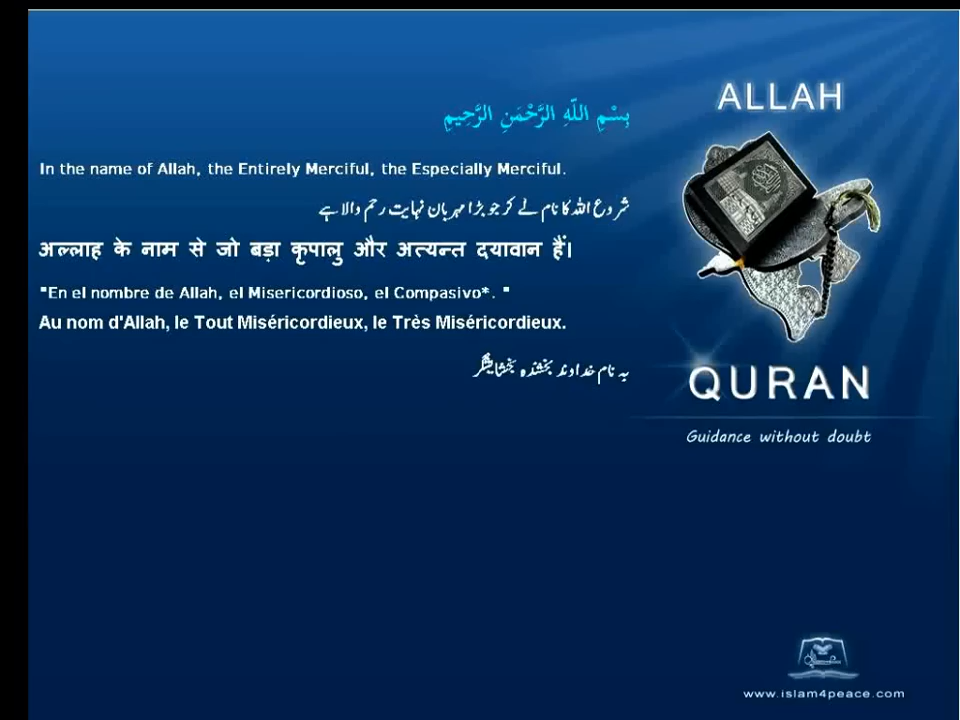 بِسْمِ اللّهِ الرَّحْمَنِ الرَّحِيمِ
In the name of Allah, the Entirely Merciful, the Especially Merciful.
شروع الله کا نام لے کر جو بڑا مہربان نہایت رحم والا ہے
अल्लाह के नाम से जो बड़ा कृपालु और अत्यन्त दयावान हैं।
"En el nombre de Allah, el Misericordioso, el Compasivo*. "
Au nom d'Allah, le Tout Miséricordieux, le Très Miséricordieux.
به نام خداوند بخشنده بخشایشگر
ALLAH
QURAN
Guidance without doubt
www.islam4peace.com